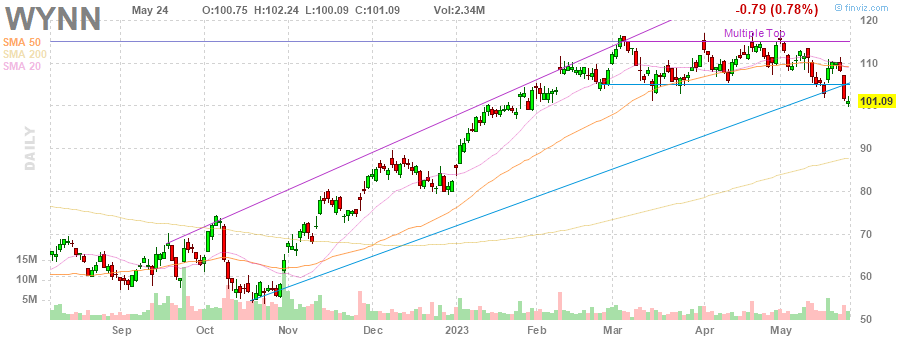 WYNN
May 24 O:100.75 H:102.24 L:100.09 C:101.09 Vol:2.34M -0.79 (0.78%)
© finviz.com
SMA 50
SMA 200
SMA 20
Multiple Top
DAILY
120
110
101.09
100
90
80
70
60
50
15M
10M
5M
Sep Oct Nov Dec 2023 Feb Mar Apr May